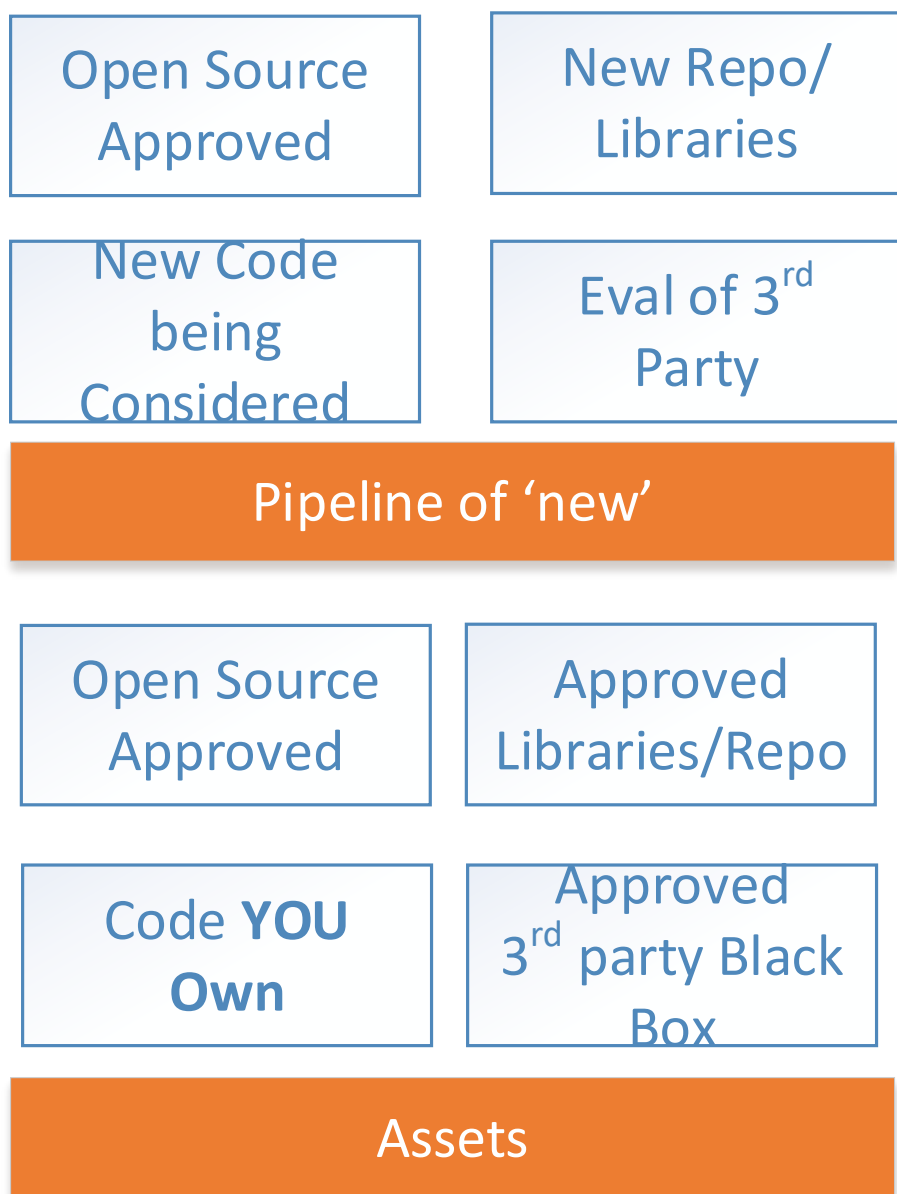 Open Source
Approved
New Repo/
Libraries
New Code
being
Considered
Eval of 3rd
Party
Pipeline of ‘new’
Open Source
Approved
Approved
Libraries/Repo
Code YOU
Own
Approved
3rd party Black
Box
Assets